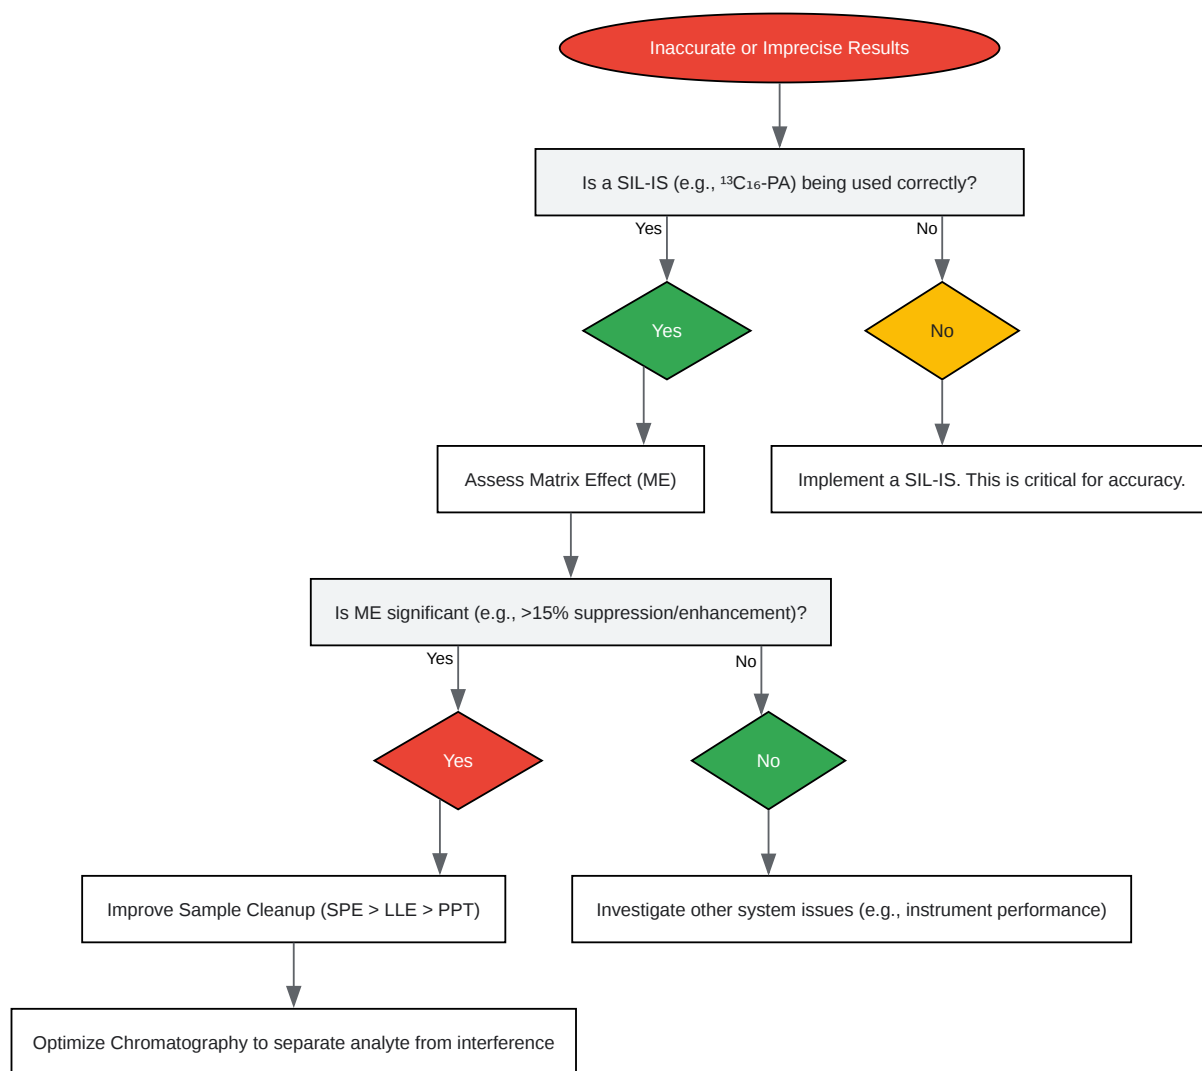 Inaccurate or Imprecise Results
Is a SIL-IS (e.g., ¹³C₁₆-PA) being used correctly?
Yes
No
Yes
No
Assess Matrix Effect (ME)
Implement a SIL-IS. This is critical for accuracy.
Is ME significant (e.g., >15% suppression/enhancement)?
Yes
No
Yes
No
Improve Sample Cleanup (SPE > LLE > PPT)
Investigate other system issues (e.g., instrument performance)
Optimize Chromatography to separate analyte from interference